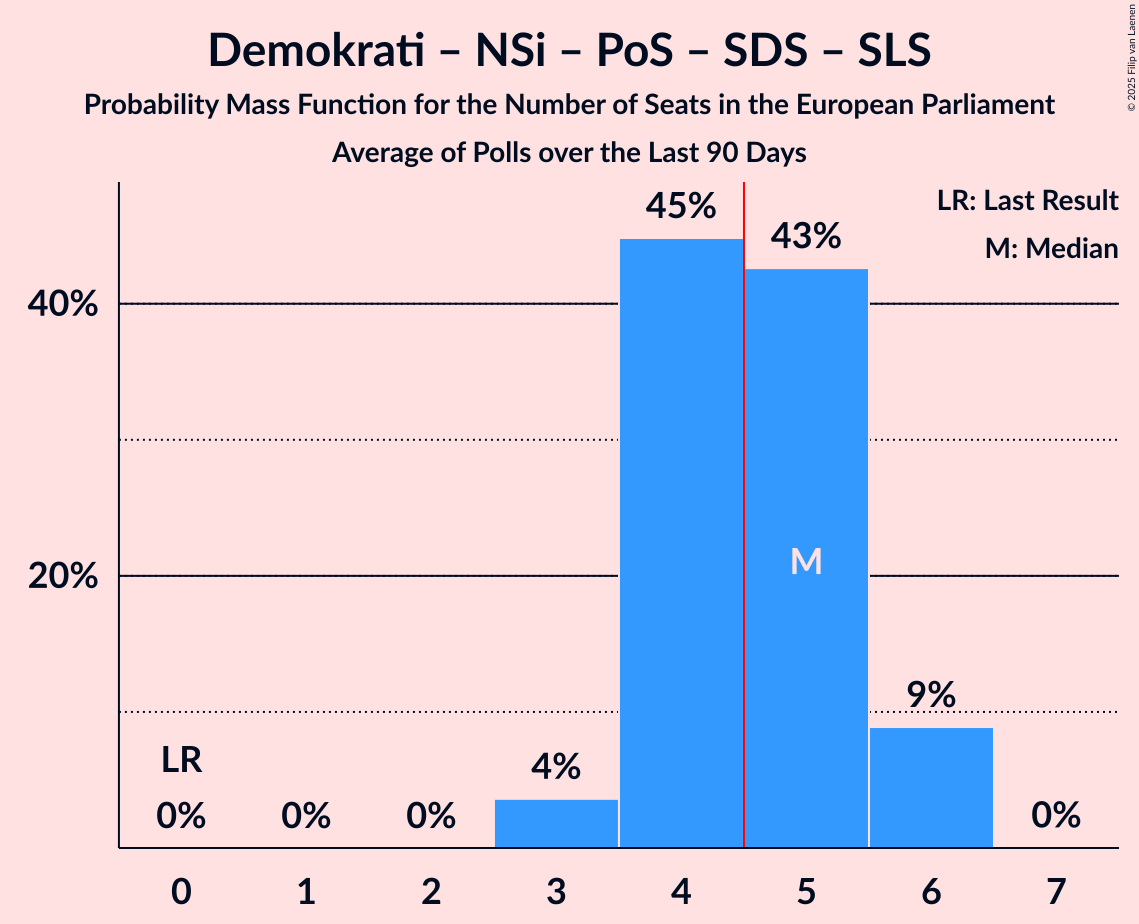 Demokrati – NSi – PoS – SDS – SLS
Probability Mass Function for the Number of Seats in the European Parliament
Average of Polls over the Last 90 Days
© 2025 Filip van Laenen
LR: Last Result
M: Median
45%
43%
40%
M
20%
9%
LR
4%
0% 0% 0% 0%
0 1 2 3 4 5 6 7